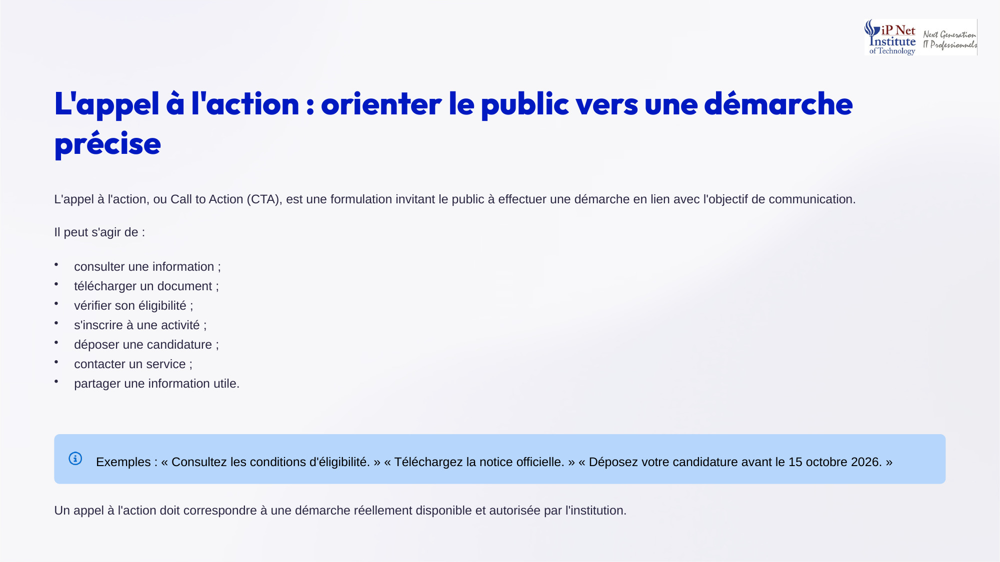 iP Net
Institute
of Technology
Next Generation
IT Professionnels
L'appel à l'action : orienter le public vers une démarche
précise
L'appel à l'action, ou Call to Action (CTA), est une formulation invitant le public à effectuer une démarche en lien avec l'objectif de communication.
Il peut s'agir de :
• consulter une information ;
• télécharger un document ;
• vérifier son éligibilité ;
• s'inscrire à une activité ;
• déposer une candidature ;
• contacter un service ;
• partager une information utile.
Exemples : « Consultez les conditions d'éligibilité. » « Téléchargez la notice officielle. » « Déposez votre candidature avant le 15 octobre 2026. »
Un appel à l'action doit correspondre à une démarche réellement disponible et autorisée par l'institution.